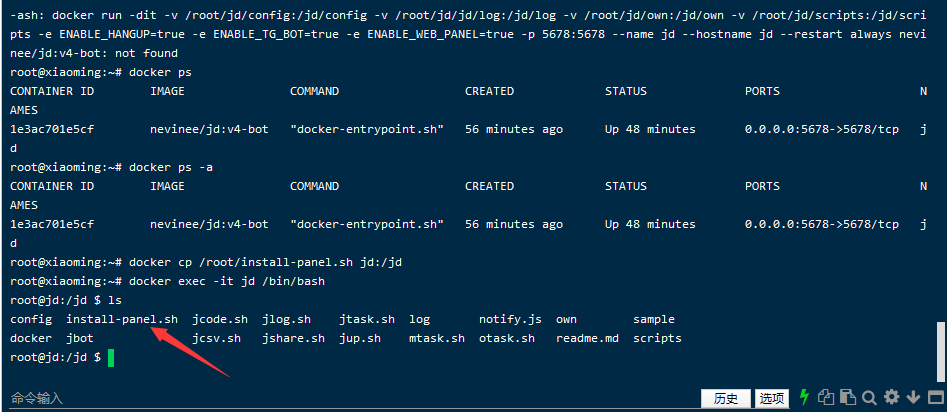 -ash: docker run -dit -v /root/jd/config:/jd/config -v /root/jd/jd/log:/jd/log -v /root/jd/own:/jd/own -v /root/jd/scripts:/jd/scri
pts -e ENABLE_HANGUP=true -e ENABLE_TG_BOT=true -e ENABLE_WEB_PANEL=true -p 5678:5678 --name jd --hostname jd --restart always nevi
nee/jd:v4-bot: not found
root@xiaoming:~# docker ps
CONTAINER ID IMAGE COMMAND CREATED STATUS PORTS N
AMES
1e3ac701e5cf nevinee/jd:v4-bot "docker-entrypoint.sh" 56 minutes ago Up 48 minutes 0.0.0.0:5678->5678/tcp j
d
root@xiaoming:~# docker ps -a
CONTAINER ID IMAGE COMMAND CREATED STATUS PORTS N
AMES
1e3ac701e5cf nevinee/jd:v4-bot "docker-entrypoint.sh" 56 minutes ago Up 48 minutes 0.0.0.0:5678->5678/tcp j
d
root@xiaoming:~# docker cp /root/install-panel.sh jd:/jd
root@xiaoming:~# docker exec -it jd /bin/bash
root@jd:/jd $ ls
config install-panel.sh jcode.sh jlog.sh jtask.sh log notify.js own sample
docker jbot jcsv.sh jshare.sh jup.sh mtask.sh otask.sh readme.md scripts
root@jd:/jd $
命令输入 历史 选项